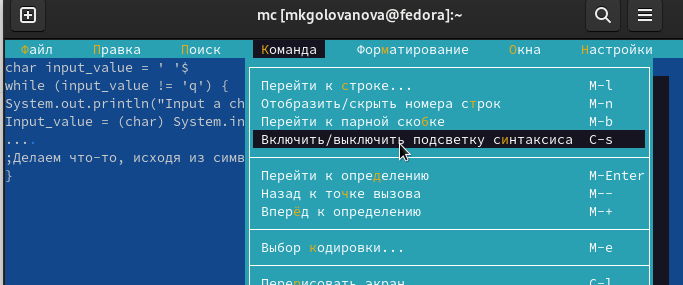 mc [mkgolovanova@fedora]:~
Файл Правка Поиск Команда Форматирование Окна Настройки
char input_value = ' '$
while (input_value != 'q') {
System.out.println("Input a ch
Input_value = (char) System.in
....
;Делаем что-то, исходя из симв
}
Перейти к строке... M-l
Отобразить/скрыть номера строк M-n
Перейти к парной скобке M-b
Включить/выключить подсветку синтаксиса C-s
Перейти к определению M-Enter
Назад к точке вызова M--
Вперёд к определению M-+
Выбор кодировки... M-e
Перерисовать экран C-l